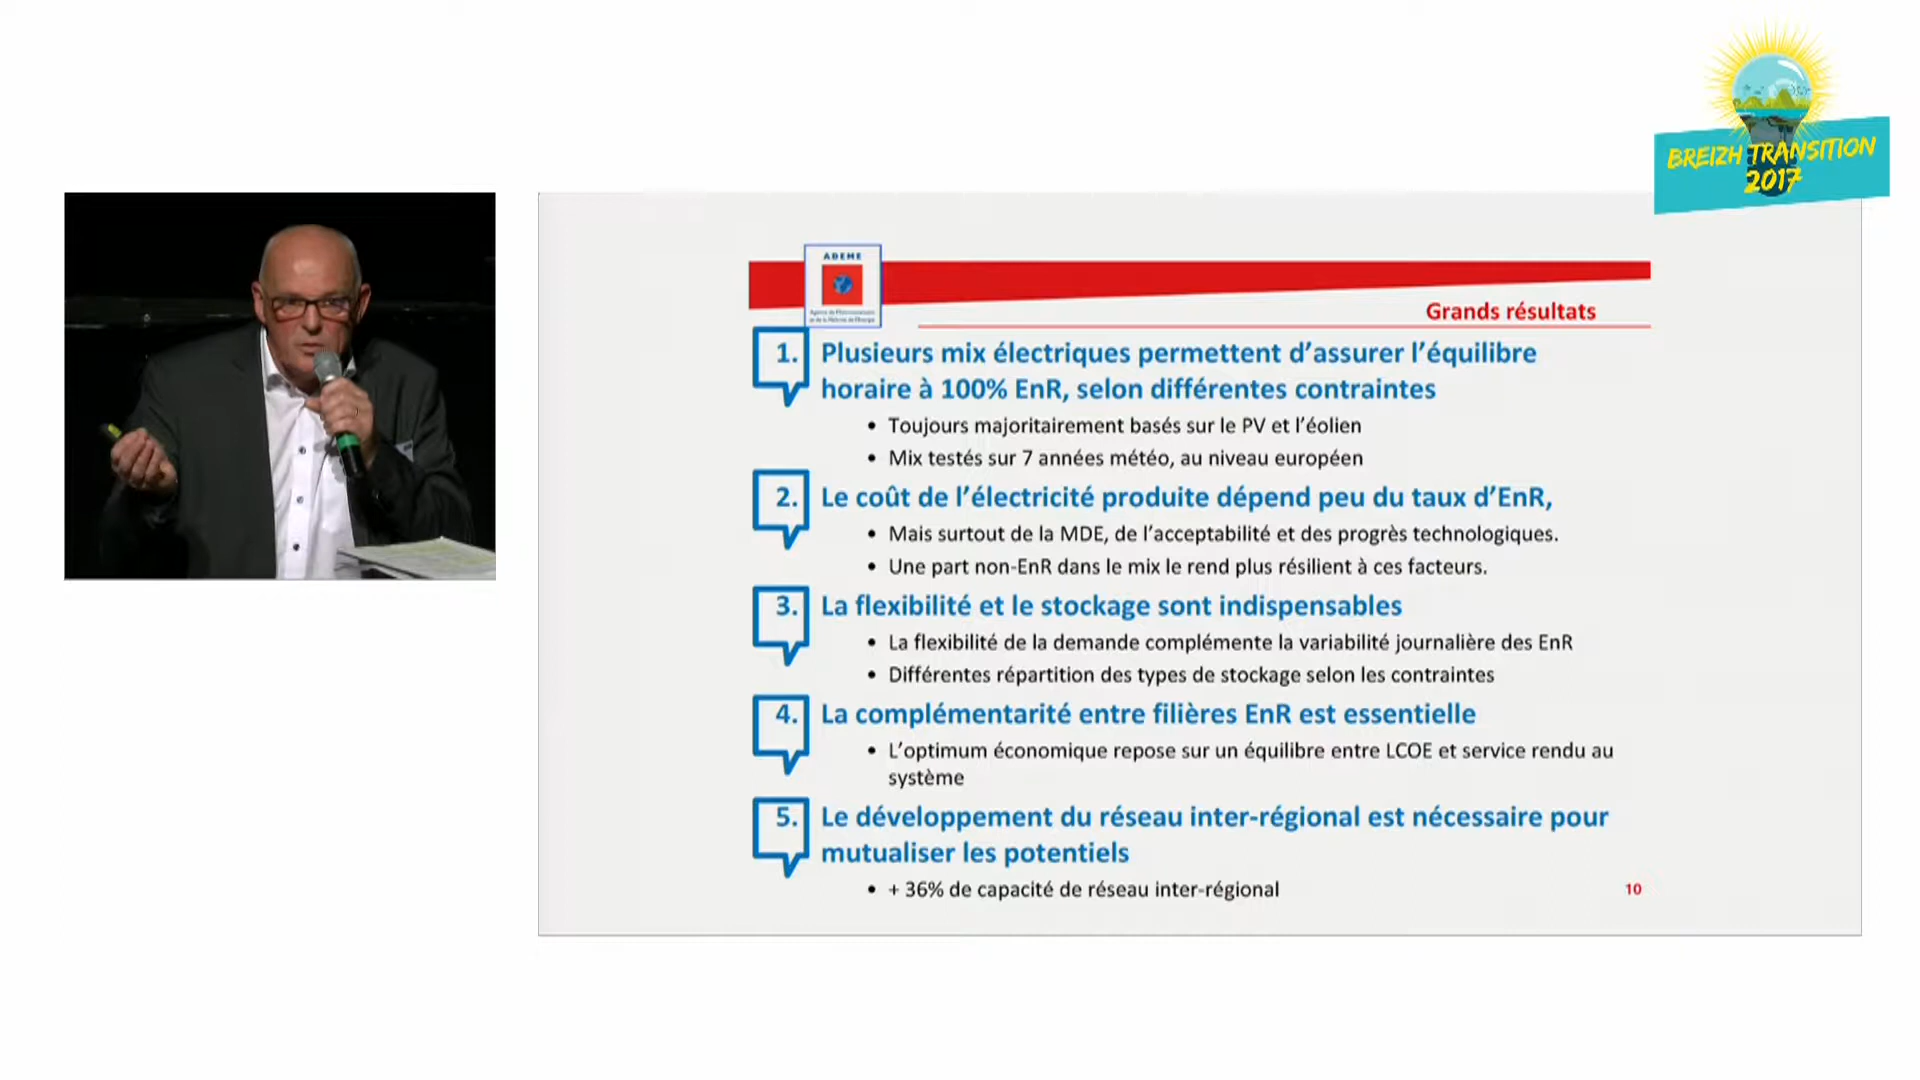 BREIZH TRANSITION
2017
ADEME
Grands résultats
1. Plusieurs mix électriques permettent d’assurer l’équilibre
horaire à 100% EnR, selon différentes contraintes
• Toujours majoritairement basés sur le PV et l’éolien
• Mix testés sur 7 années météo, au niveau européen
2. Le coût de l’électricité produite dépend peu du taux d’EnR,
• Mais surtout de la MDE, de l’acceptabilité et des progrès technologiques.
• Une part non-EnR dans le mix le rend plus résilient à ces facteurs.
3. La flexibilité et le stockage sont indispensables
• La flexibilité de la demande complémente la variabilité journalière des EnR
• Différentes répartition des types de stockage selon les contraintes
4. La complémentarité entre filières EnR est essentielle
• L’optimum économique repose sur un équilibre entre LCOE et service rendu au
système
5. Le développement du réseau inter-régional est nécessaire pour
mutualiser les potentiels
• + 36% de capacité de réseau inter-régional
10